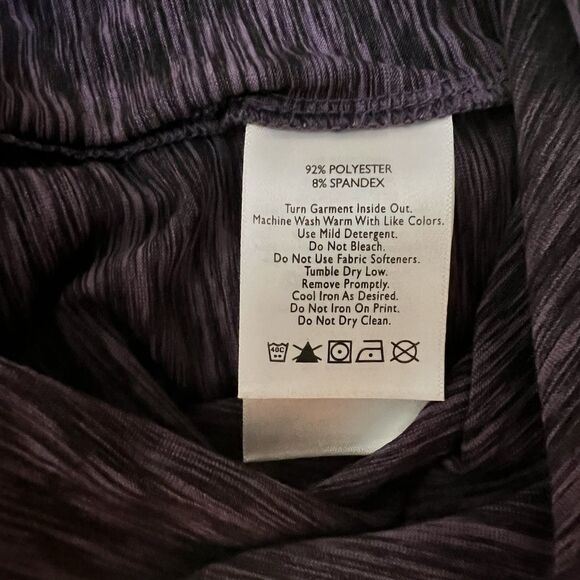 92% POLYESTER
8% SPANDEX
Turn Garment Inside Out.
Machine Wash Warm With Like Colors.
Use Mild Detergent.
Do Not Bleach.
Do Not Use Fabric Softeners.
Tumble Dry Low.
Remove Promptly.
Cool Iron As Desired.
Do Not Iron On Print.
Do Not Dry Clean.
40C